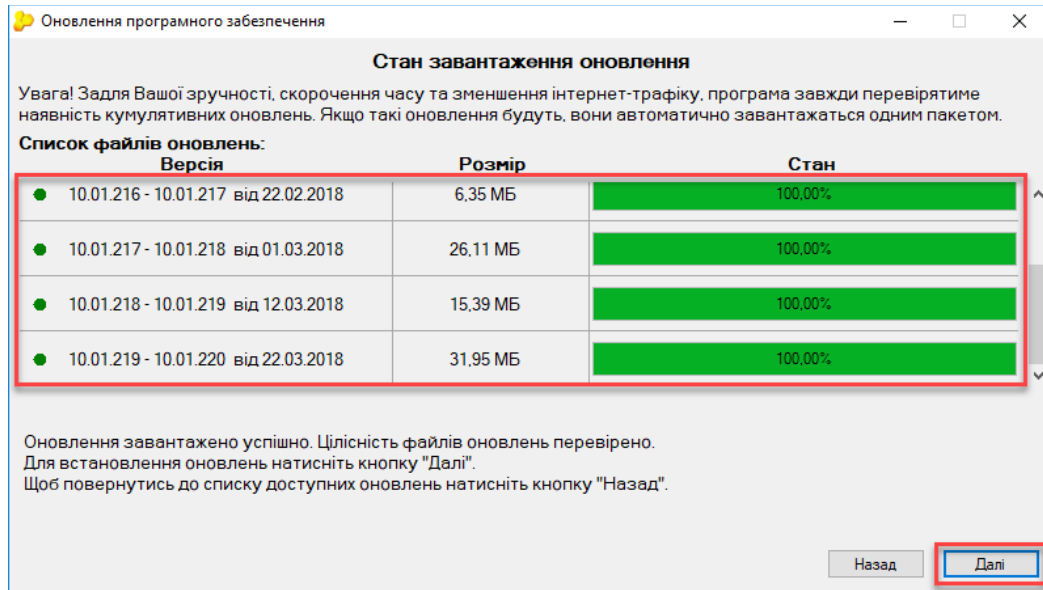 Оновлення програмного забезпечення
Стан завантаження оновлення
Увага! Задля Вашої зручності, скорочення часу та зменшення інтернет-трафіку, програма завжди перевірятиме
наявність кумулятивних оновлень. Якщо такі оновлення будуть, вони автоматично завантажаться одним пакетом.
Список файлів оновлень:
Версія Розмір Стан
10.01.216 - 10.01.217 від 22.02.2018 6,35 МБ 100,00%
10.01.217 - 10.01.218 від 01.03.2018 26,11 МБ 100,00%
10.01.218 - 10.01.219 від 12.03.2018 15,39 МБ 100,00%
10.01.219 - 10.01.220 від 22.03.2018 31,95 МБ 100,00%
Оновлення завантажено успішно. Цілісність файлів оновлень перевірено.
Для встановлення оновлень натисніть кнопку "Далі".
Щоб повернутись до списку доступних оновлень натисніть кнопку "Назад".
Назад Далі